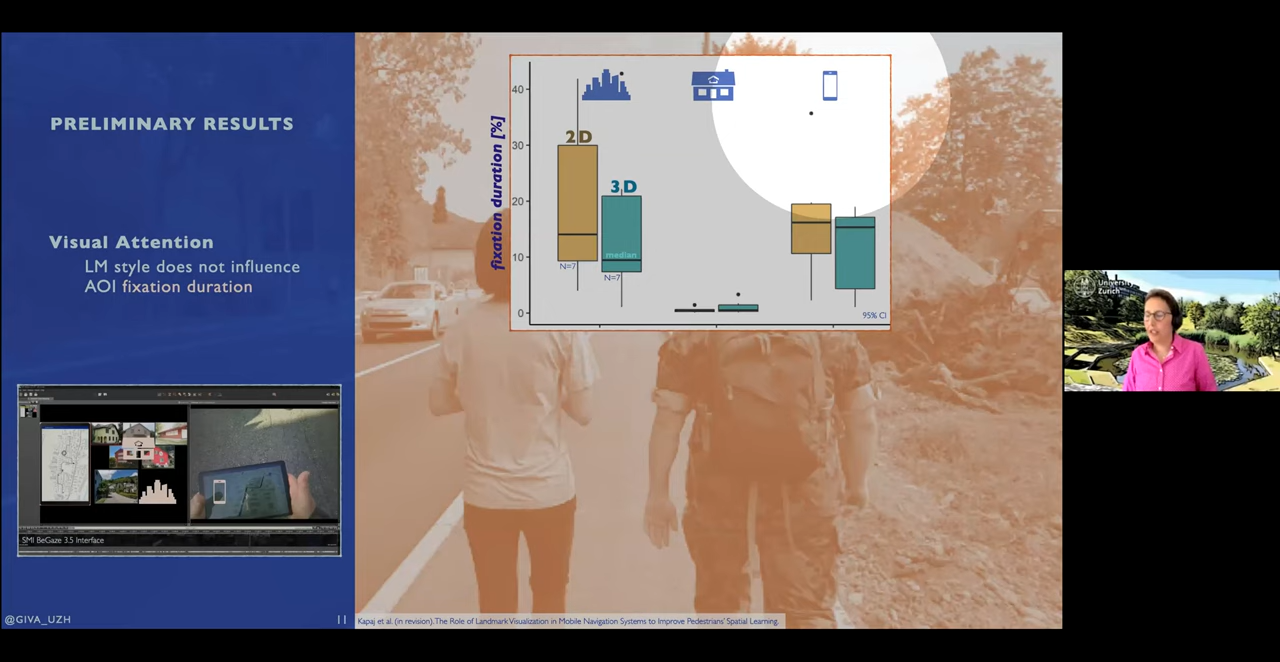 PRELIMINARY RESULTS
Visual Attention
LM style does not influence
AOI fixation duration
SMI BeGaze 3.5 Interface
@GIVA_UZH
11
fixation duration [%]
40
30
20
10
0
2D
3D
median
N=7
N=7
95% CI
Kapaj et al. (in revision). The Role of Landmark Visualization in Mobile Navigation Systems to Improve Pedestrians' Spatial Learning.
University
Zurich